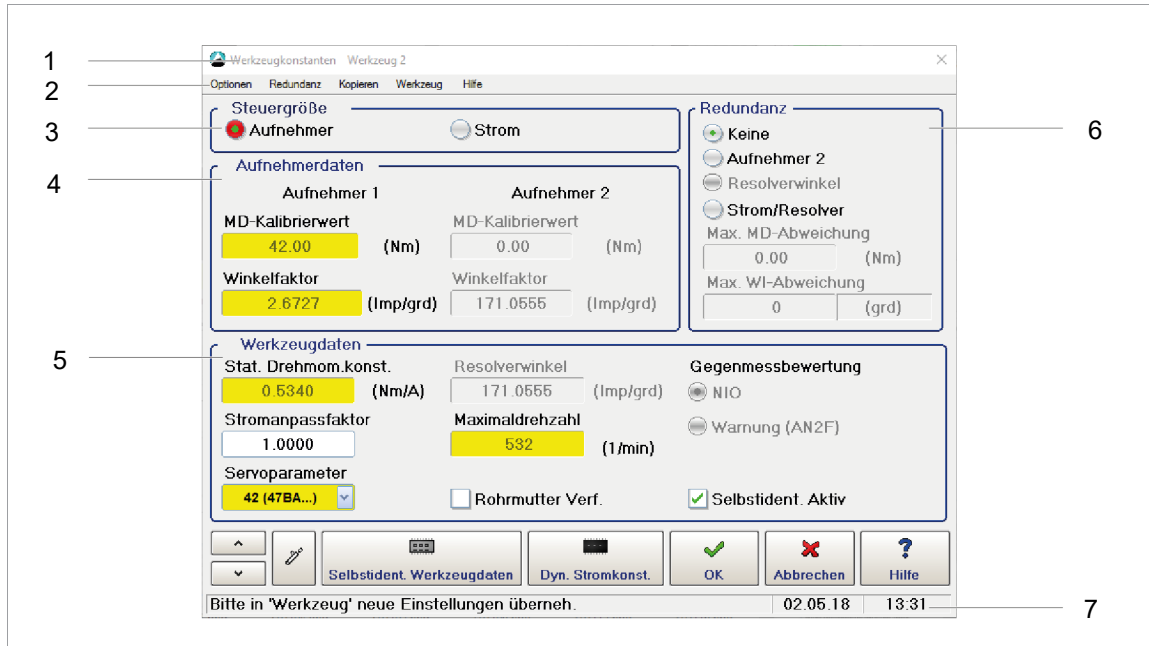 1
Werkzeugkonstanten Werkzeug 2
2
Optionen Redundanz Kopieren Werkzeug Hilfe
Steuergröße
3
Aufnehmer Strom
4
Aufnehmerdaten
Aufnehmer 1 Aufnehmer 2
MD-Kalibrierwert MD-Kalibrierwert
42.00 (Nm) 0.00 (Nm)
Winkelfaktor Winkelfaktor
2.6727 (Imp/grd) 171.0555 (Imp/grd)
Redundanz
6
Keine
Aufnehmer 2
Resolverwinkel
Strom/Resolver
Max. MD-Abweichung
0.00 (Nm)
Max. WI-Abweichung
0 (grd)
5
Werkzeugdaten
Stat. Drehmom.konst. Resolverwinkel Gegenmessbewertung
0.5340 (Nm/A) 171.0555 (Imp/grd) NIO
Stromanpassfaktor Maximaldrehzahl Warnung (AN2F)
1.0000 532 (1/min)
Servoparameter
42 (47BA...) Rohrmutter Verf. Selbstident. Aktiv
Selbstident. Werkzeugdaten Dyn. Stromkonst. OK Abbrechen Hilfe
Bitte in 'Werkzeug' neue Einstellungen überneh. 02.05.18 13:31
7